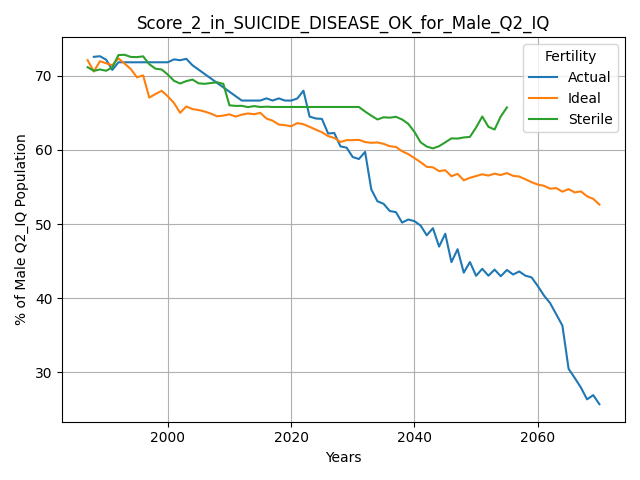 Score_2_in_SUICIDE_DISEASE_OK_for_Male_Q2_IQ
% of Male Q2_IQ Population
70
60
50
40
30
Fertility
Actual
Ideal
Sterile
2000
2020
2040
2060
Years